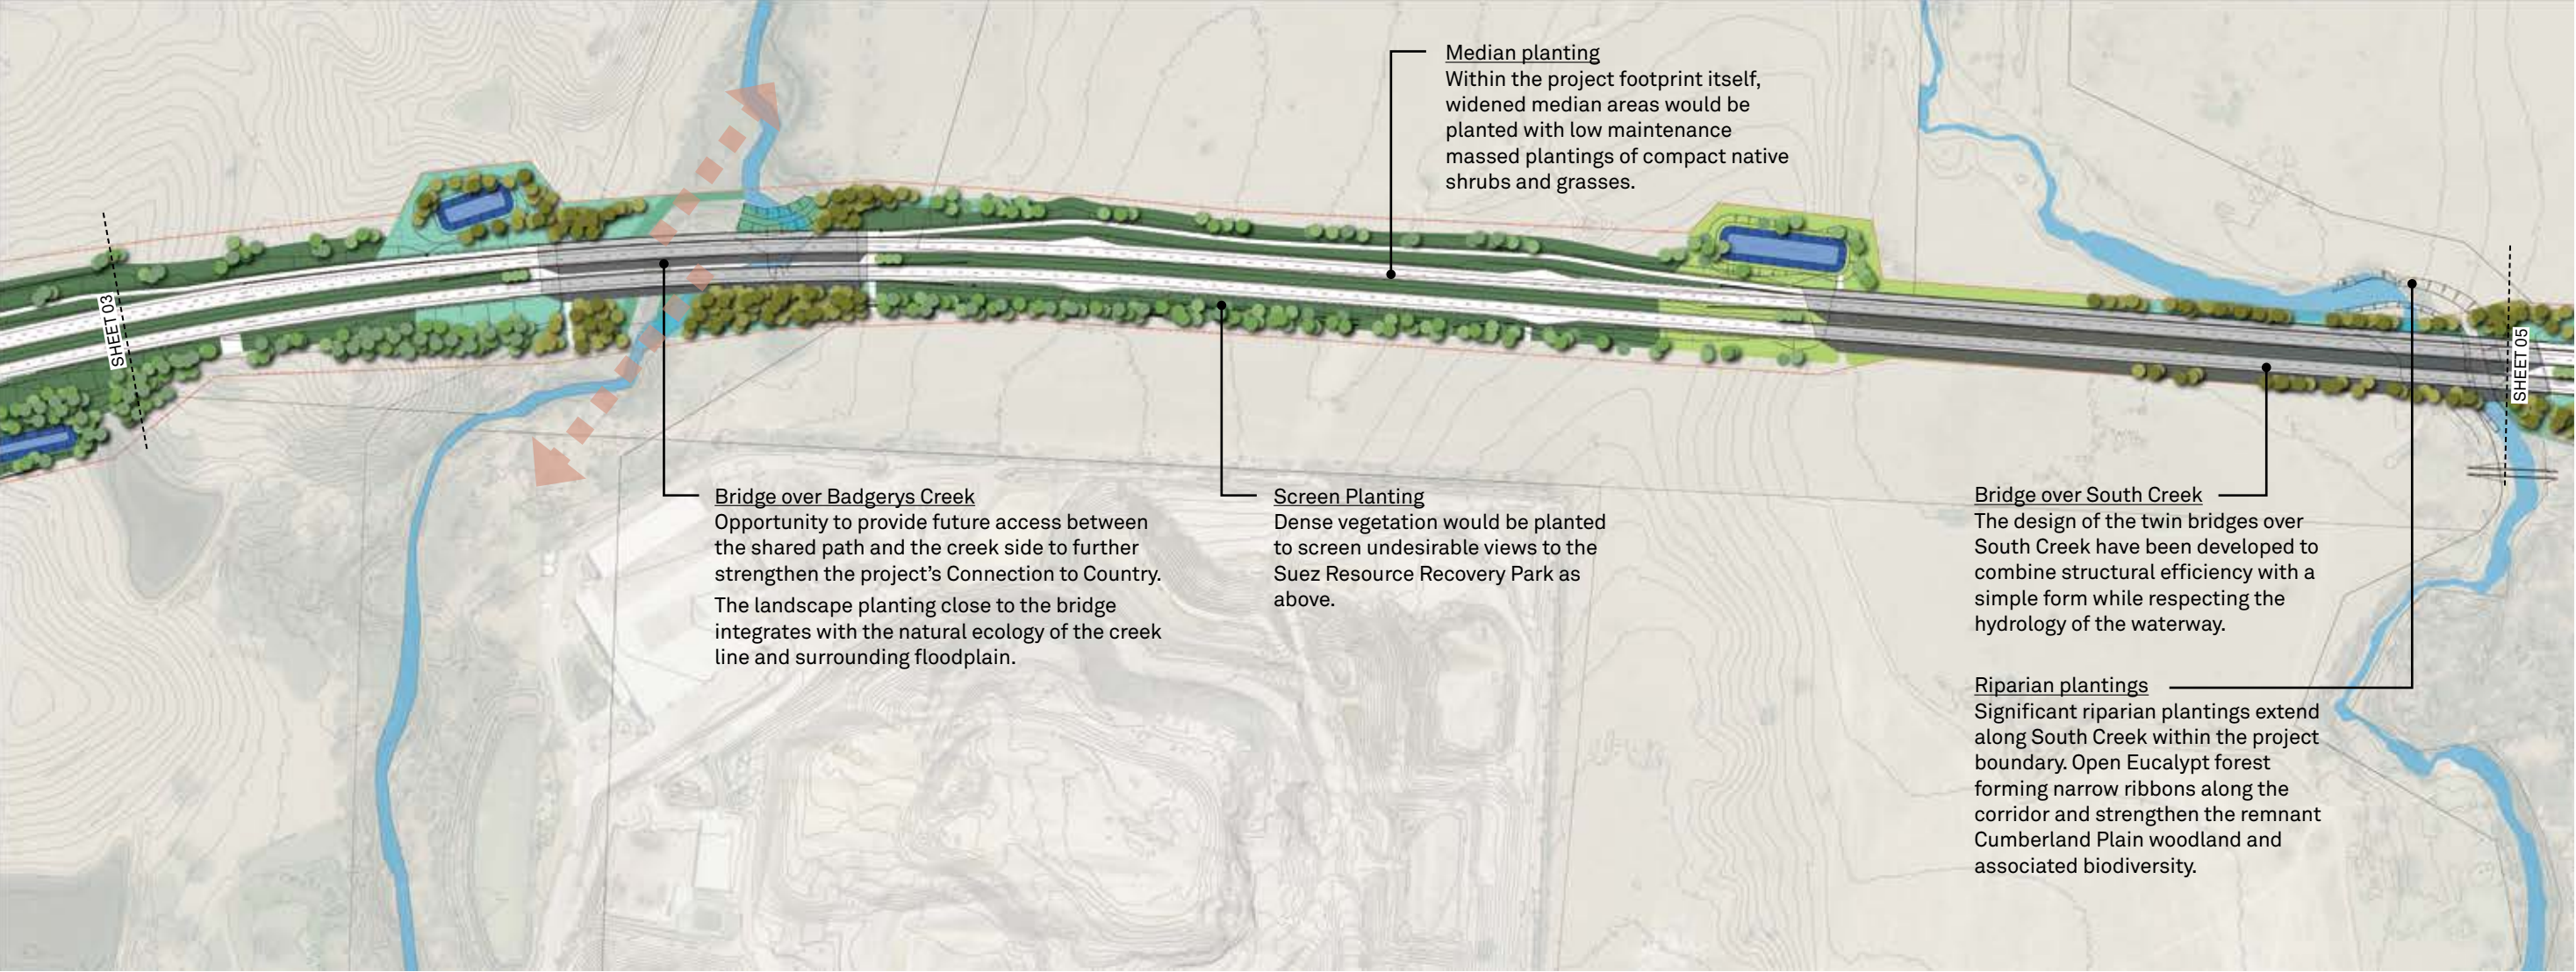 Median planting
Within the project footprint itself,
widened median areas would be
planted with low maintenance
massed plantings of compact native
shrubs and grasses.
SHEET 03
SHEET 05
Bridge over Badgerys Creek
Opportunity to provide future access between
the shared path and the creek side to further
strengthen the project's Connection to Country.
The landscape planting close to the bridge
integrates with the natural ecology of the creek
line and surrounding floodplain.
Screen Planting
Dense vegetation would be planted
to screen undesirable views to the
Suez Resource Recovery Park as
above.
Bridge over South Creek
The design of the twin bridges over
South Creek have been developed to
combine structural efficiency with a
simple form while respecting the
hydrology of the waterway.
Riparian plantings
Significant riparian plantings extend
along South Creek within the project
boundary. Open Eucalypt forest
forming narrow ribbons along the
corridor and strengthen the remnant
Cumberland Plain woodland and
associated biodiversity.